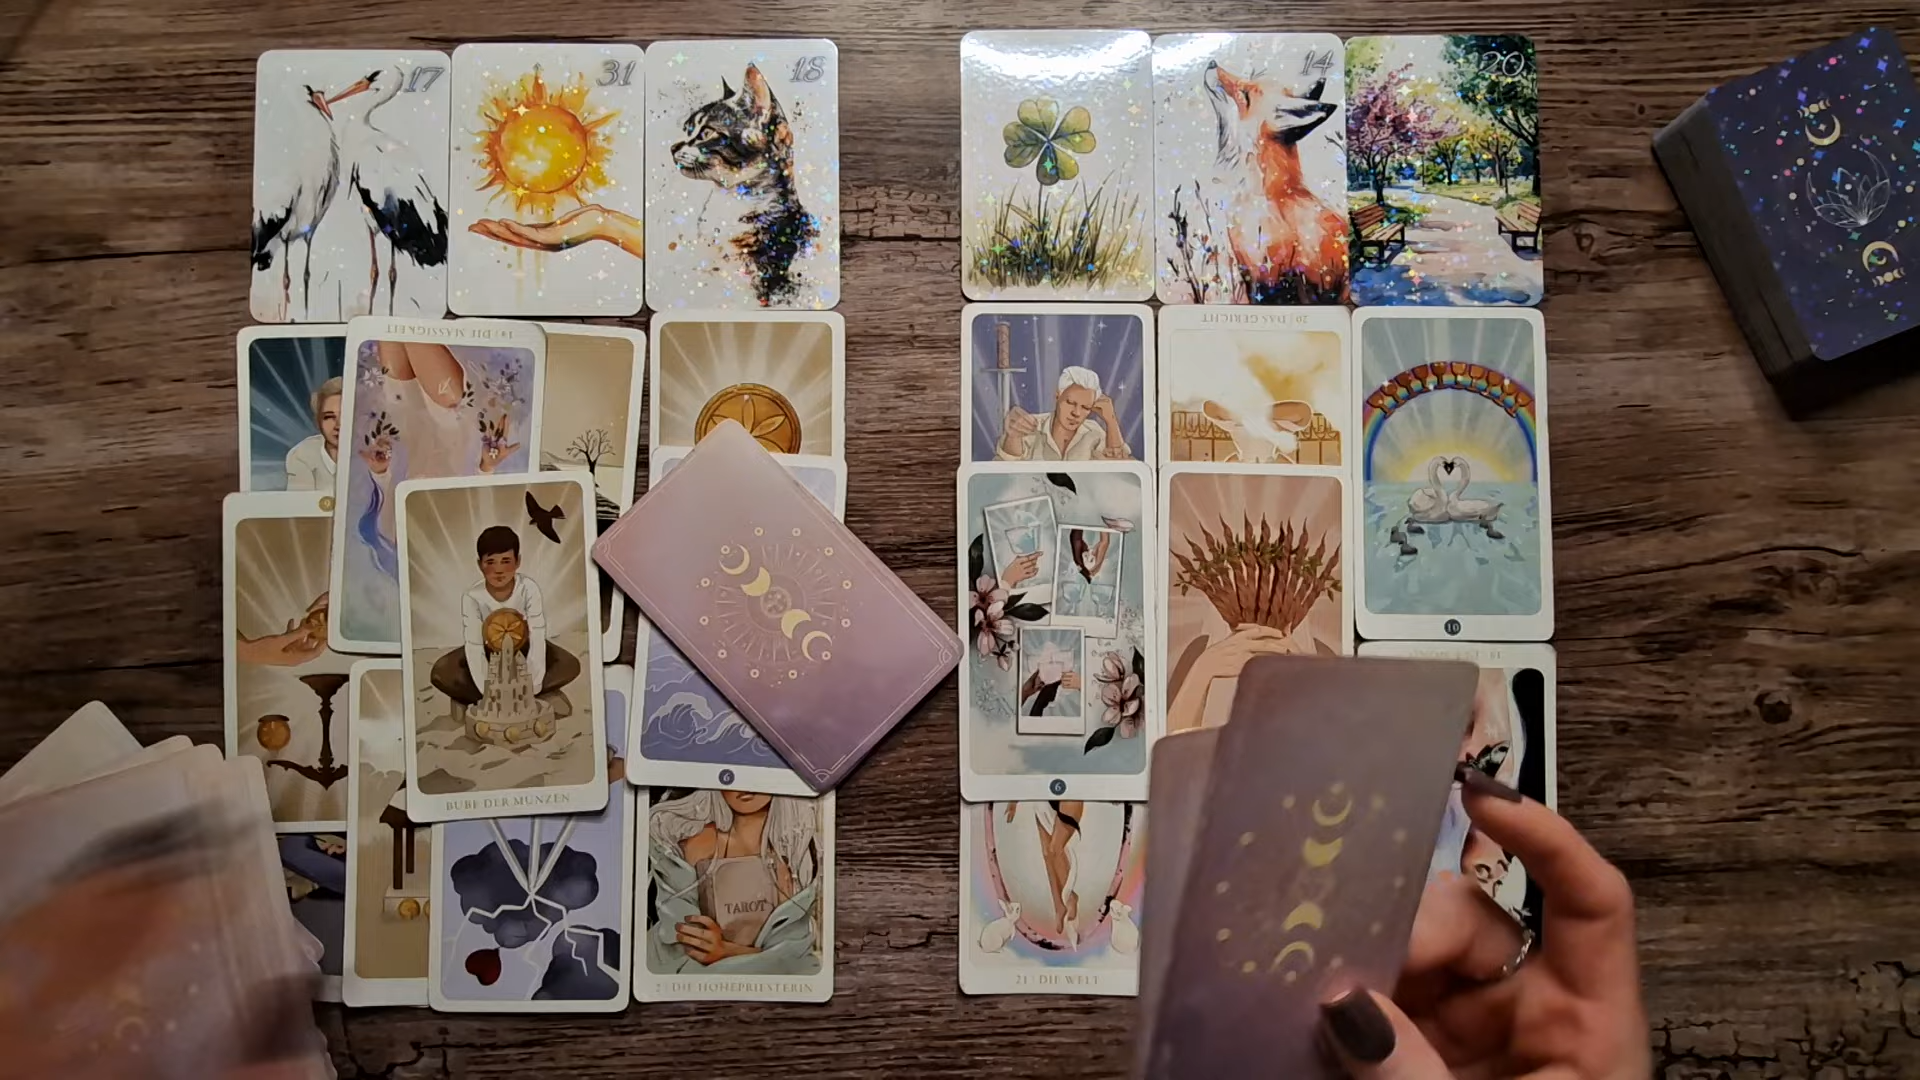 17
31
18
14
20
14 | DIE MÄSSIGKEIT
20 | DAS GERICHT
9
10
BUBE DER MÜNZEN
6
6
TAROT
2 | DIE HOHEPRIESTERIN
21 | DIE WELT